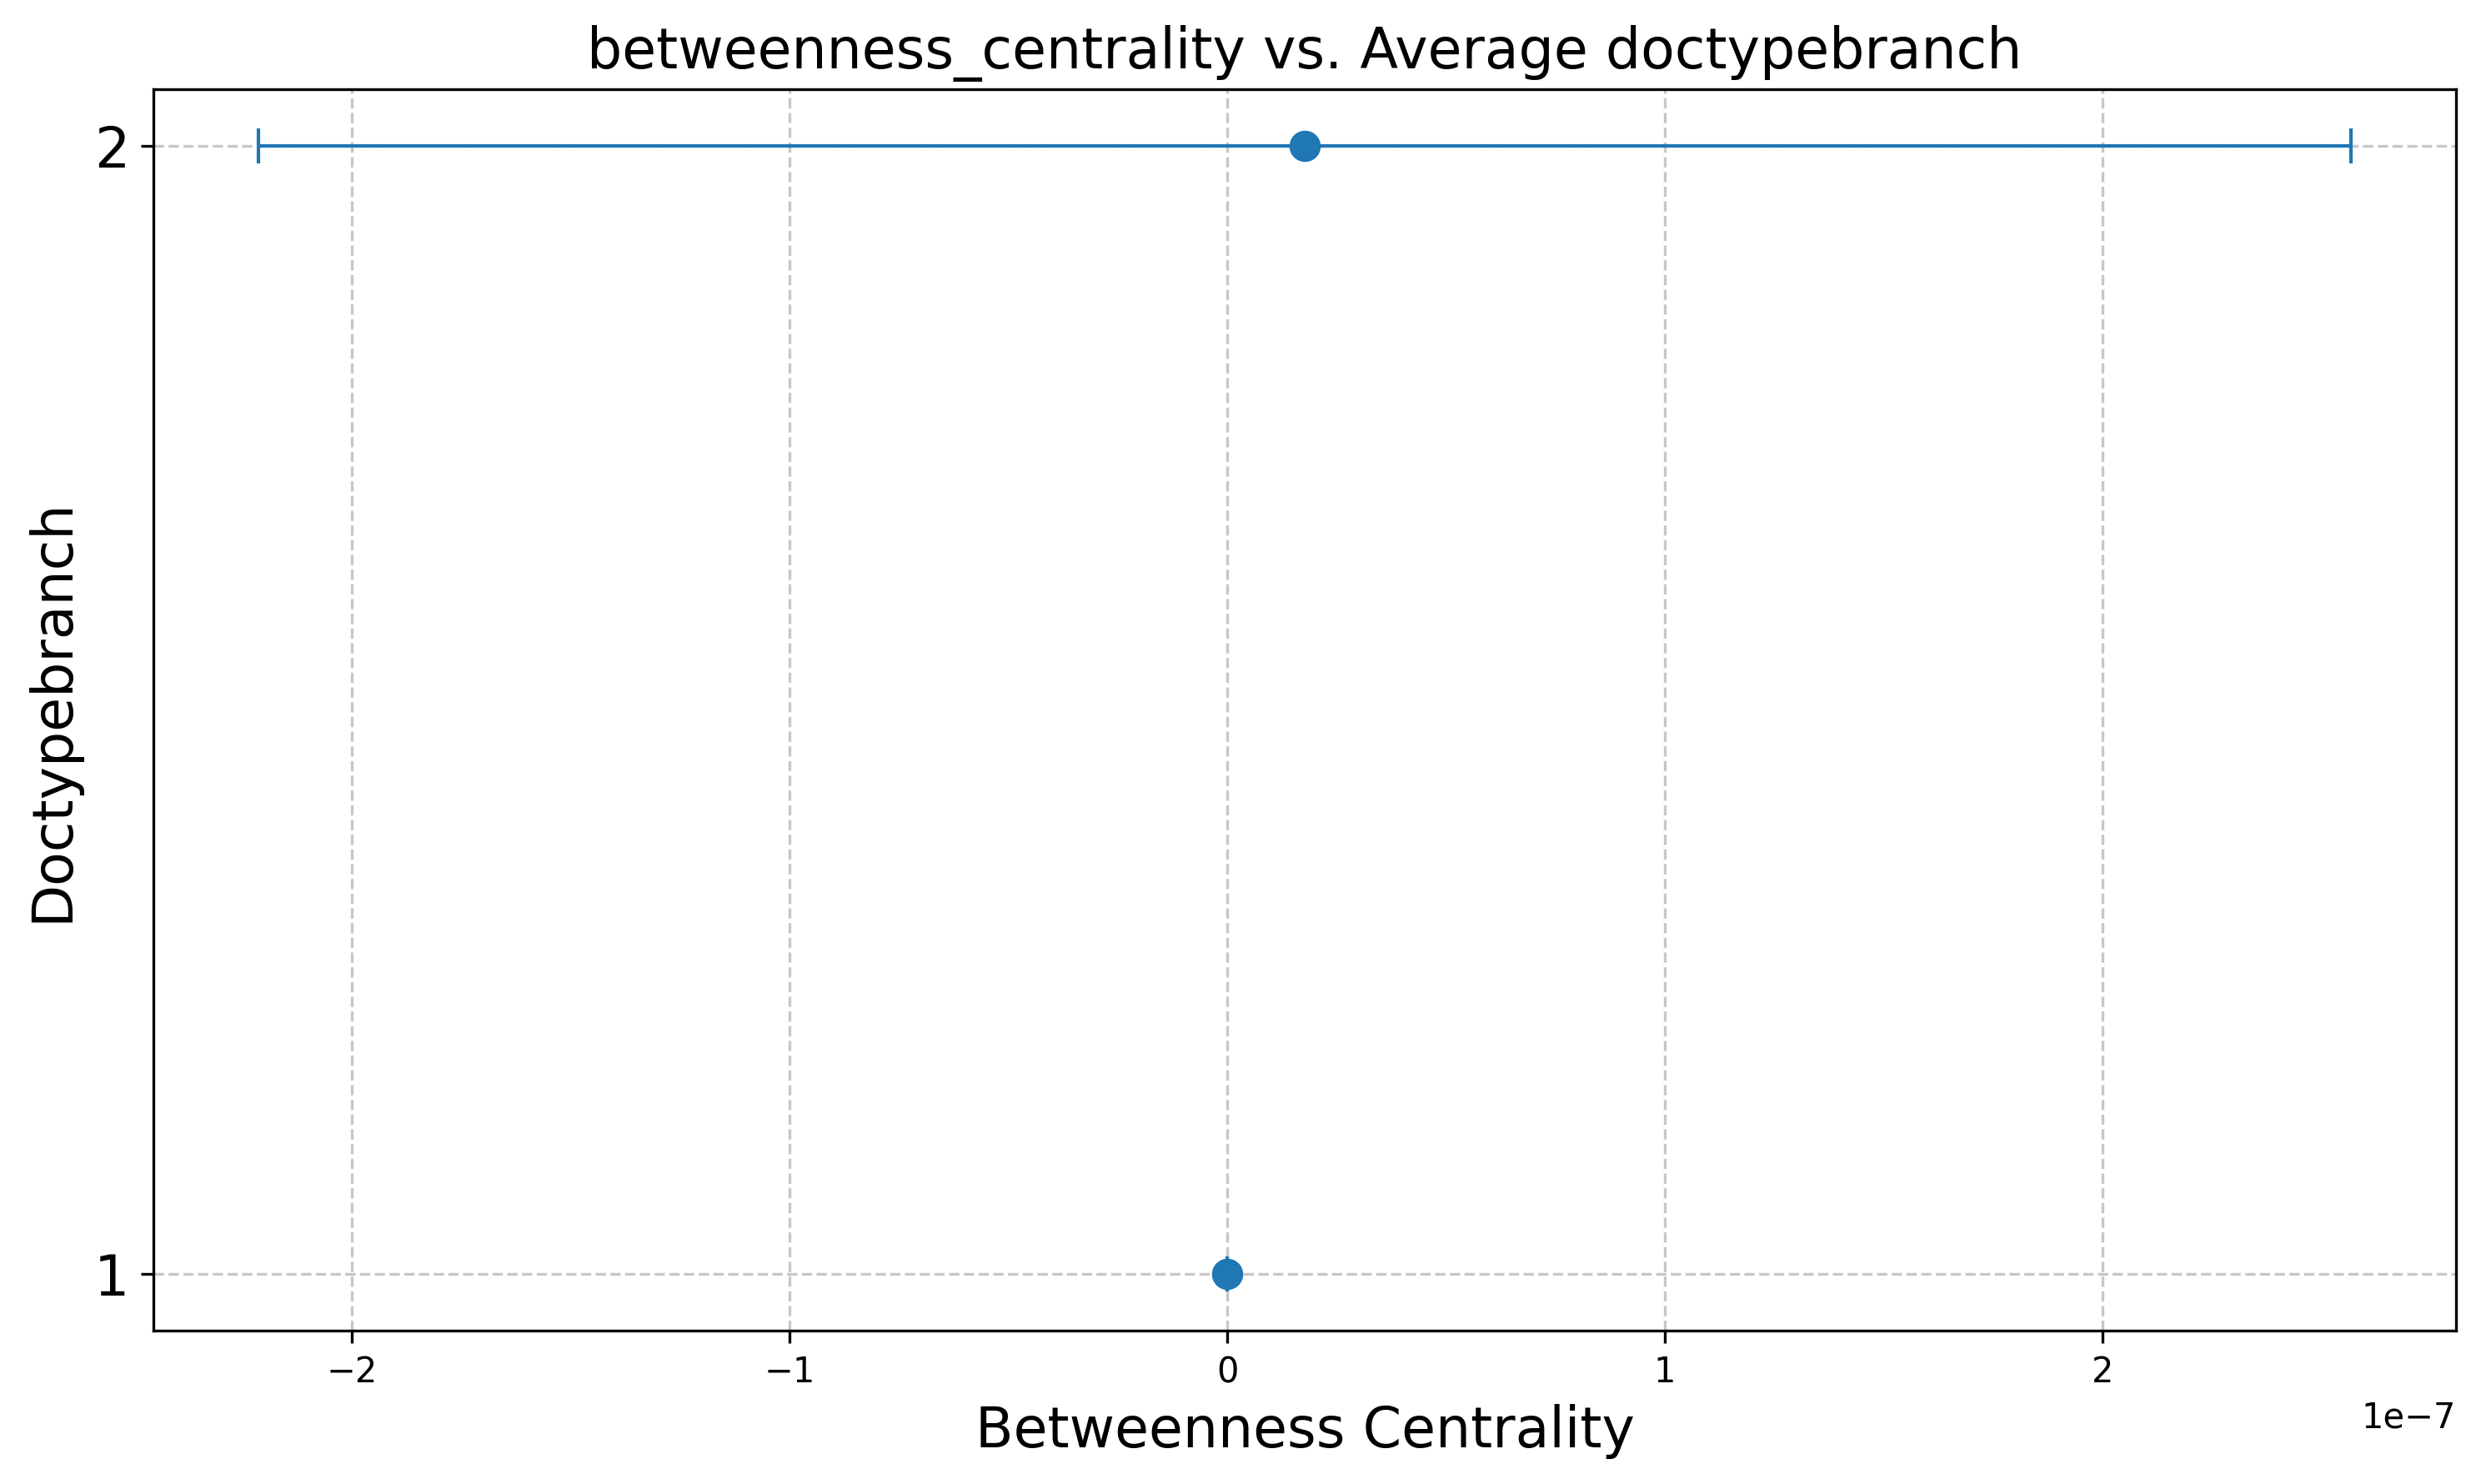 betweenness_centrality vs. Average doctypebranch
2
Doctypebranch
1
−2 −1 0 1 2
Betweenness Centrality
1e−7